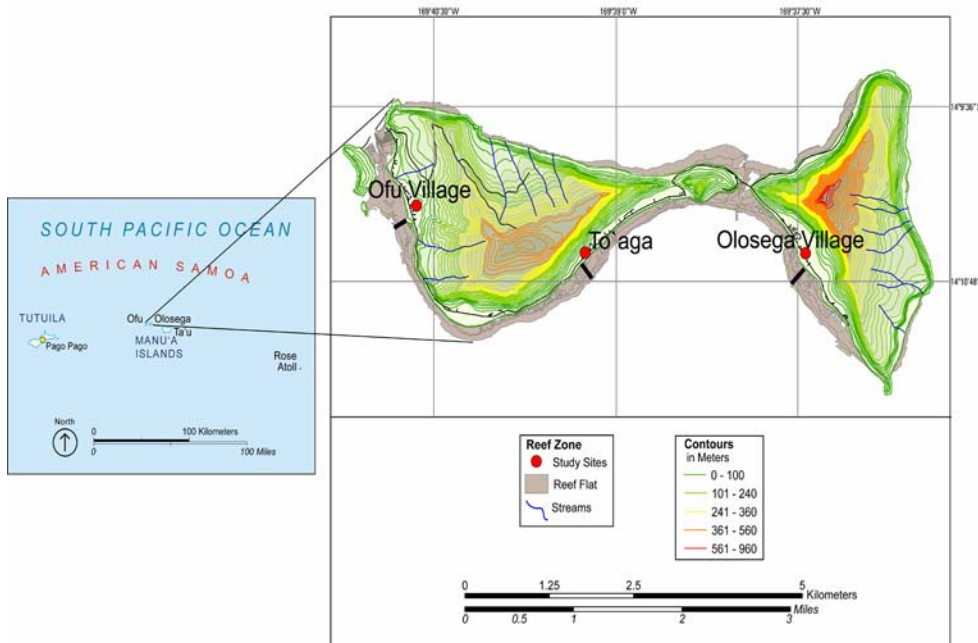 169°40'30"W
169°39'0"W
169°37'30"W
14°9'36"S
Ofu Village
To`aga
Olosega Village
14°10'48"S
SOUTH PACIFIC OCEAN
AMERICAN SAMOA
TUTUILA
Pago Pago
Ofu
Olosega
Ta'u
MANU'A
ISLANDS
Rose
Atoll
North
0 100 Kilometers
0 100 Miles
Reef Zone
Study Sites
Reef Flat
Streams
Contours
in Meters
0 - 100
101 - 240
241 - 360
361 - 560
561 - 960
0 1.25 2.5 5
Kilometers
Miles
0 0.5 1 2 3